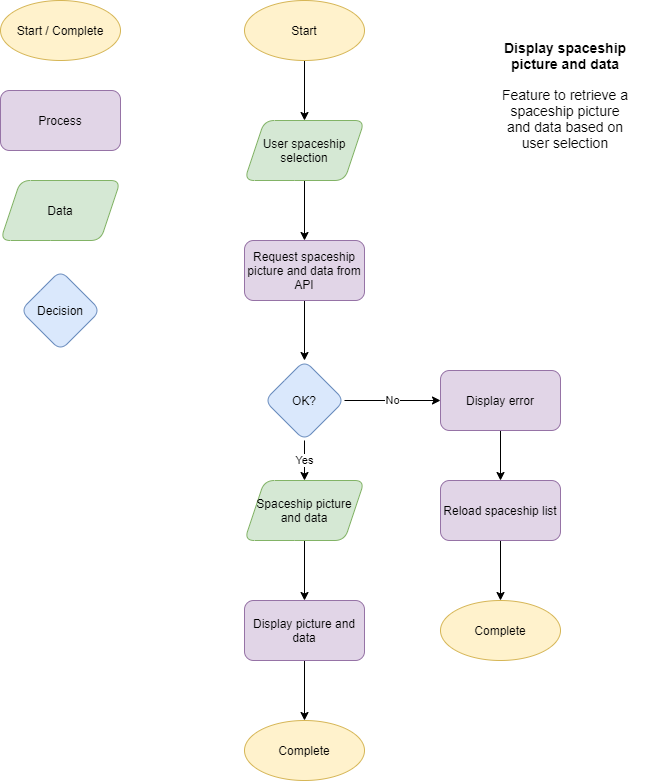 Start / Complete
Process
Data
Decision
Start
User spaceship
selection
Request spaceship
picture and data from
API
OK?
No
Yes
Spaceship picture
and data
Display picture and
data
Complete
Display error
Reload spaceship list
Complete
Display spaceship
picture and data
Feature to retrieve a
spaceship picture
and data based on
user selection